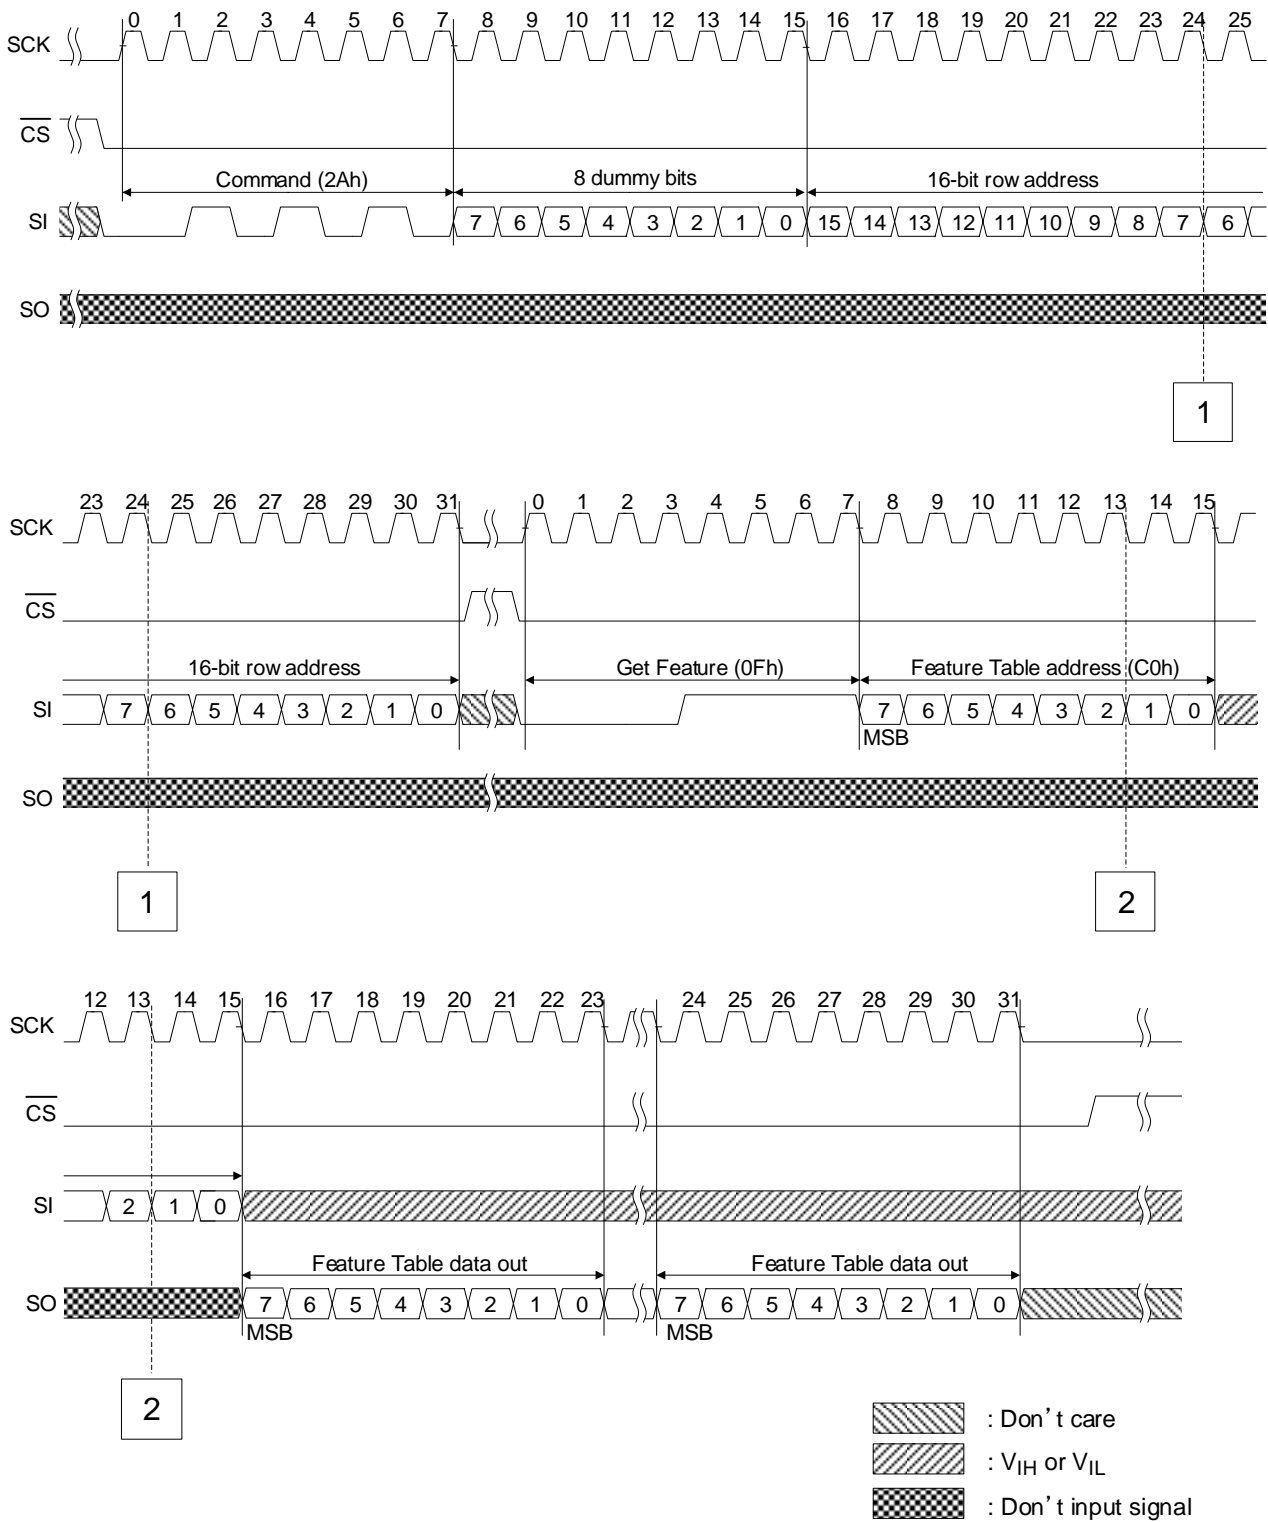 0 1 2 3 4 5 6 7 8 9 10 11 12 13 14 15 16 17 18 19 20 21 22 23 24 25
SCK
CS
Command (2Ah) 8 dummy bits 16-bit row address
SI 7 6 5 4 3 2 1 0 15 14 13 12 11 10 9 8 7 6
SO
1
23 24 25 26 27 28 29 30 31 0 1 2 3 4 5 6 7 8 9 10 11 12 13 14 15
SCK
CS
16-bit row address Get Feature (0Fh) Feature Table address (C0h)
SI 7 6 5 4 3 2 1 0 7 6 5 4 3 2 1 0
MSB
SO
1 2
12 13 14 15 16 17 18 19 20 21 22 23 24 25 26 27 28 29 30 31
SCK
CS
SI 2 1 0
Feature Table data out Feature Table data out
SO 7 6 5 4 3 2 1 0 7 6 5 4 3 2 1 0
MSB MSB
2
: Don't care
: VIH or VIL
: Don't input signal